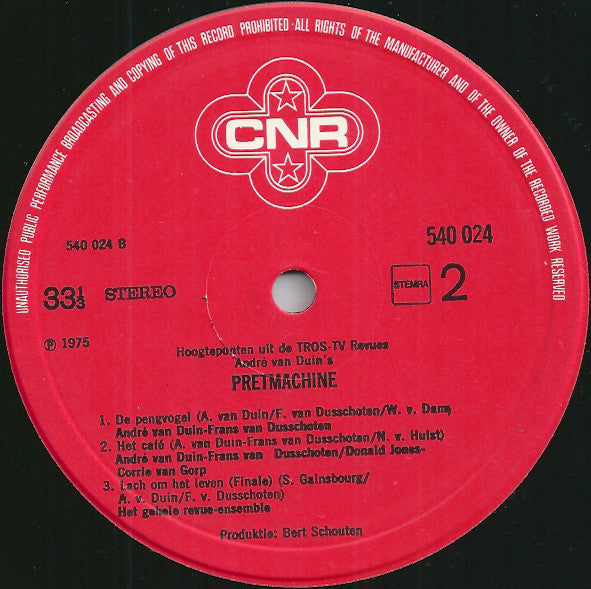 UNAUTHORISED PUBLIC PERFORMANCE BROADCASTING AND COPYING OF THIS RECORD PROHIBITED · ALL RIGHTS OF THE MANUFACTURER AND OF THE OWNER OF THE RECORDED WORK RESERVED
CNR
540 024 B
540 024
33⅓ STEREO
STEMRA 2
℗ 1975
Hoogtepunten uit de TROS-TV Revues
André van Duin's
PRETMACHINE
1. De pengvogel (A. van Duin/F. van Dusschoten/W. v. Dam)
André van Duin-Frans van Dusschoten
2. Het café (A. van Duin-Frans van Dusschoten/N. v. Hulst)
André van Duin-Frans van Dusschoten/Donald Jones-
Corrie van Gorp
3. Lach om het leven (Finale) (S. Gainsbourg/
A. v. Duin/F. v. Dusschoten)
Het gehele revue-ensemble
Produktie: Bert Schouten